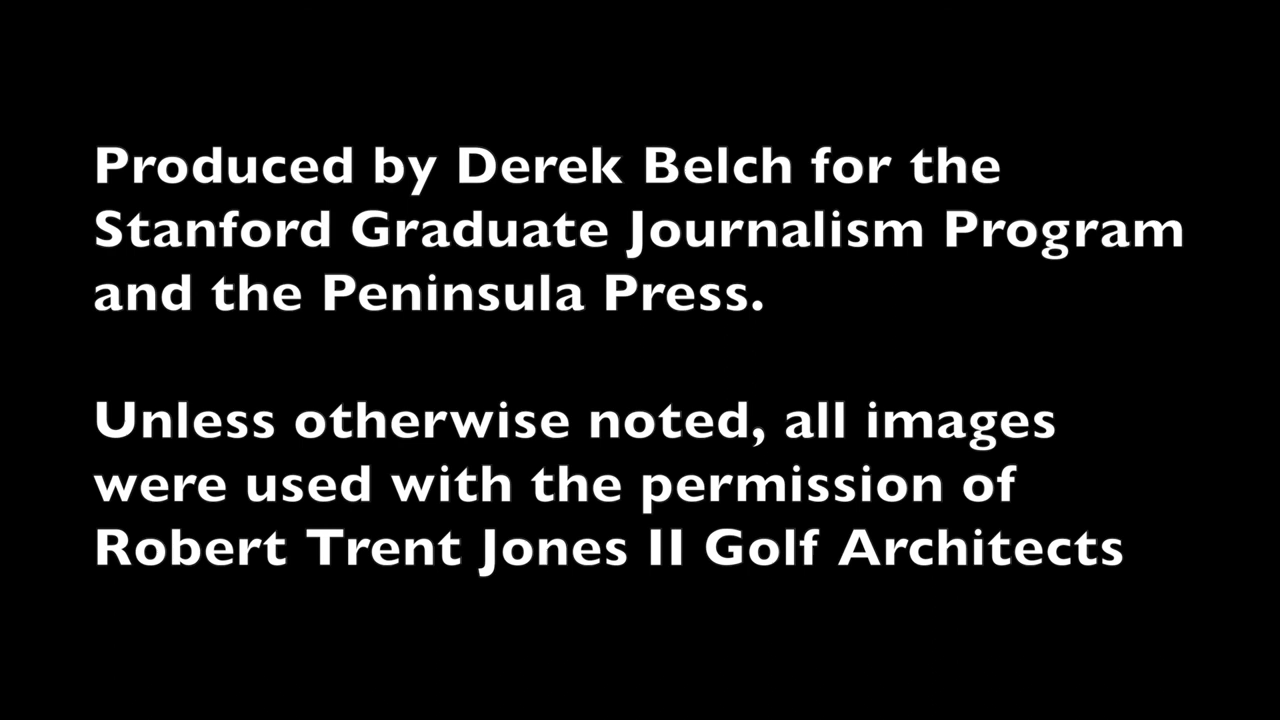 Produced by Derek Belch for the
Stanford Graduate Journalism Program
and the Peninsula Press.
Unless otherwise noted, all images
were used with the permission of
Robert Trent Jones II Golf Architects